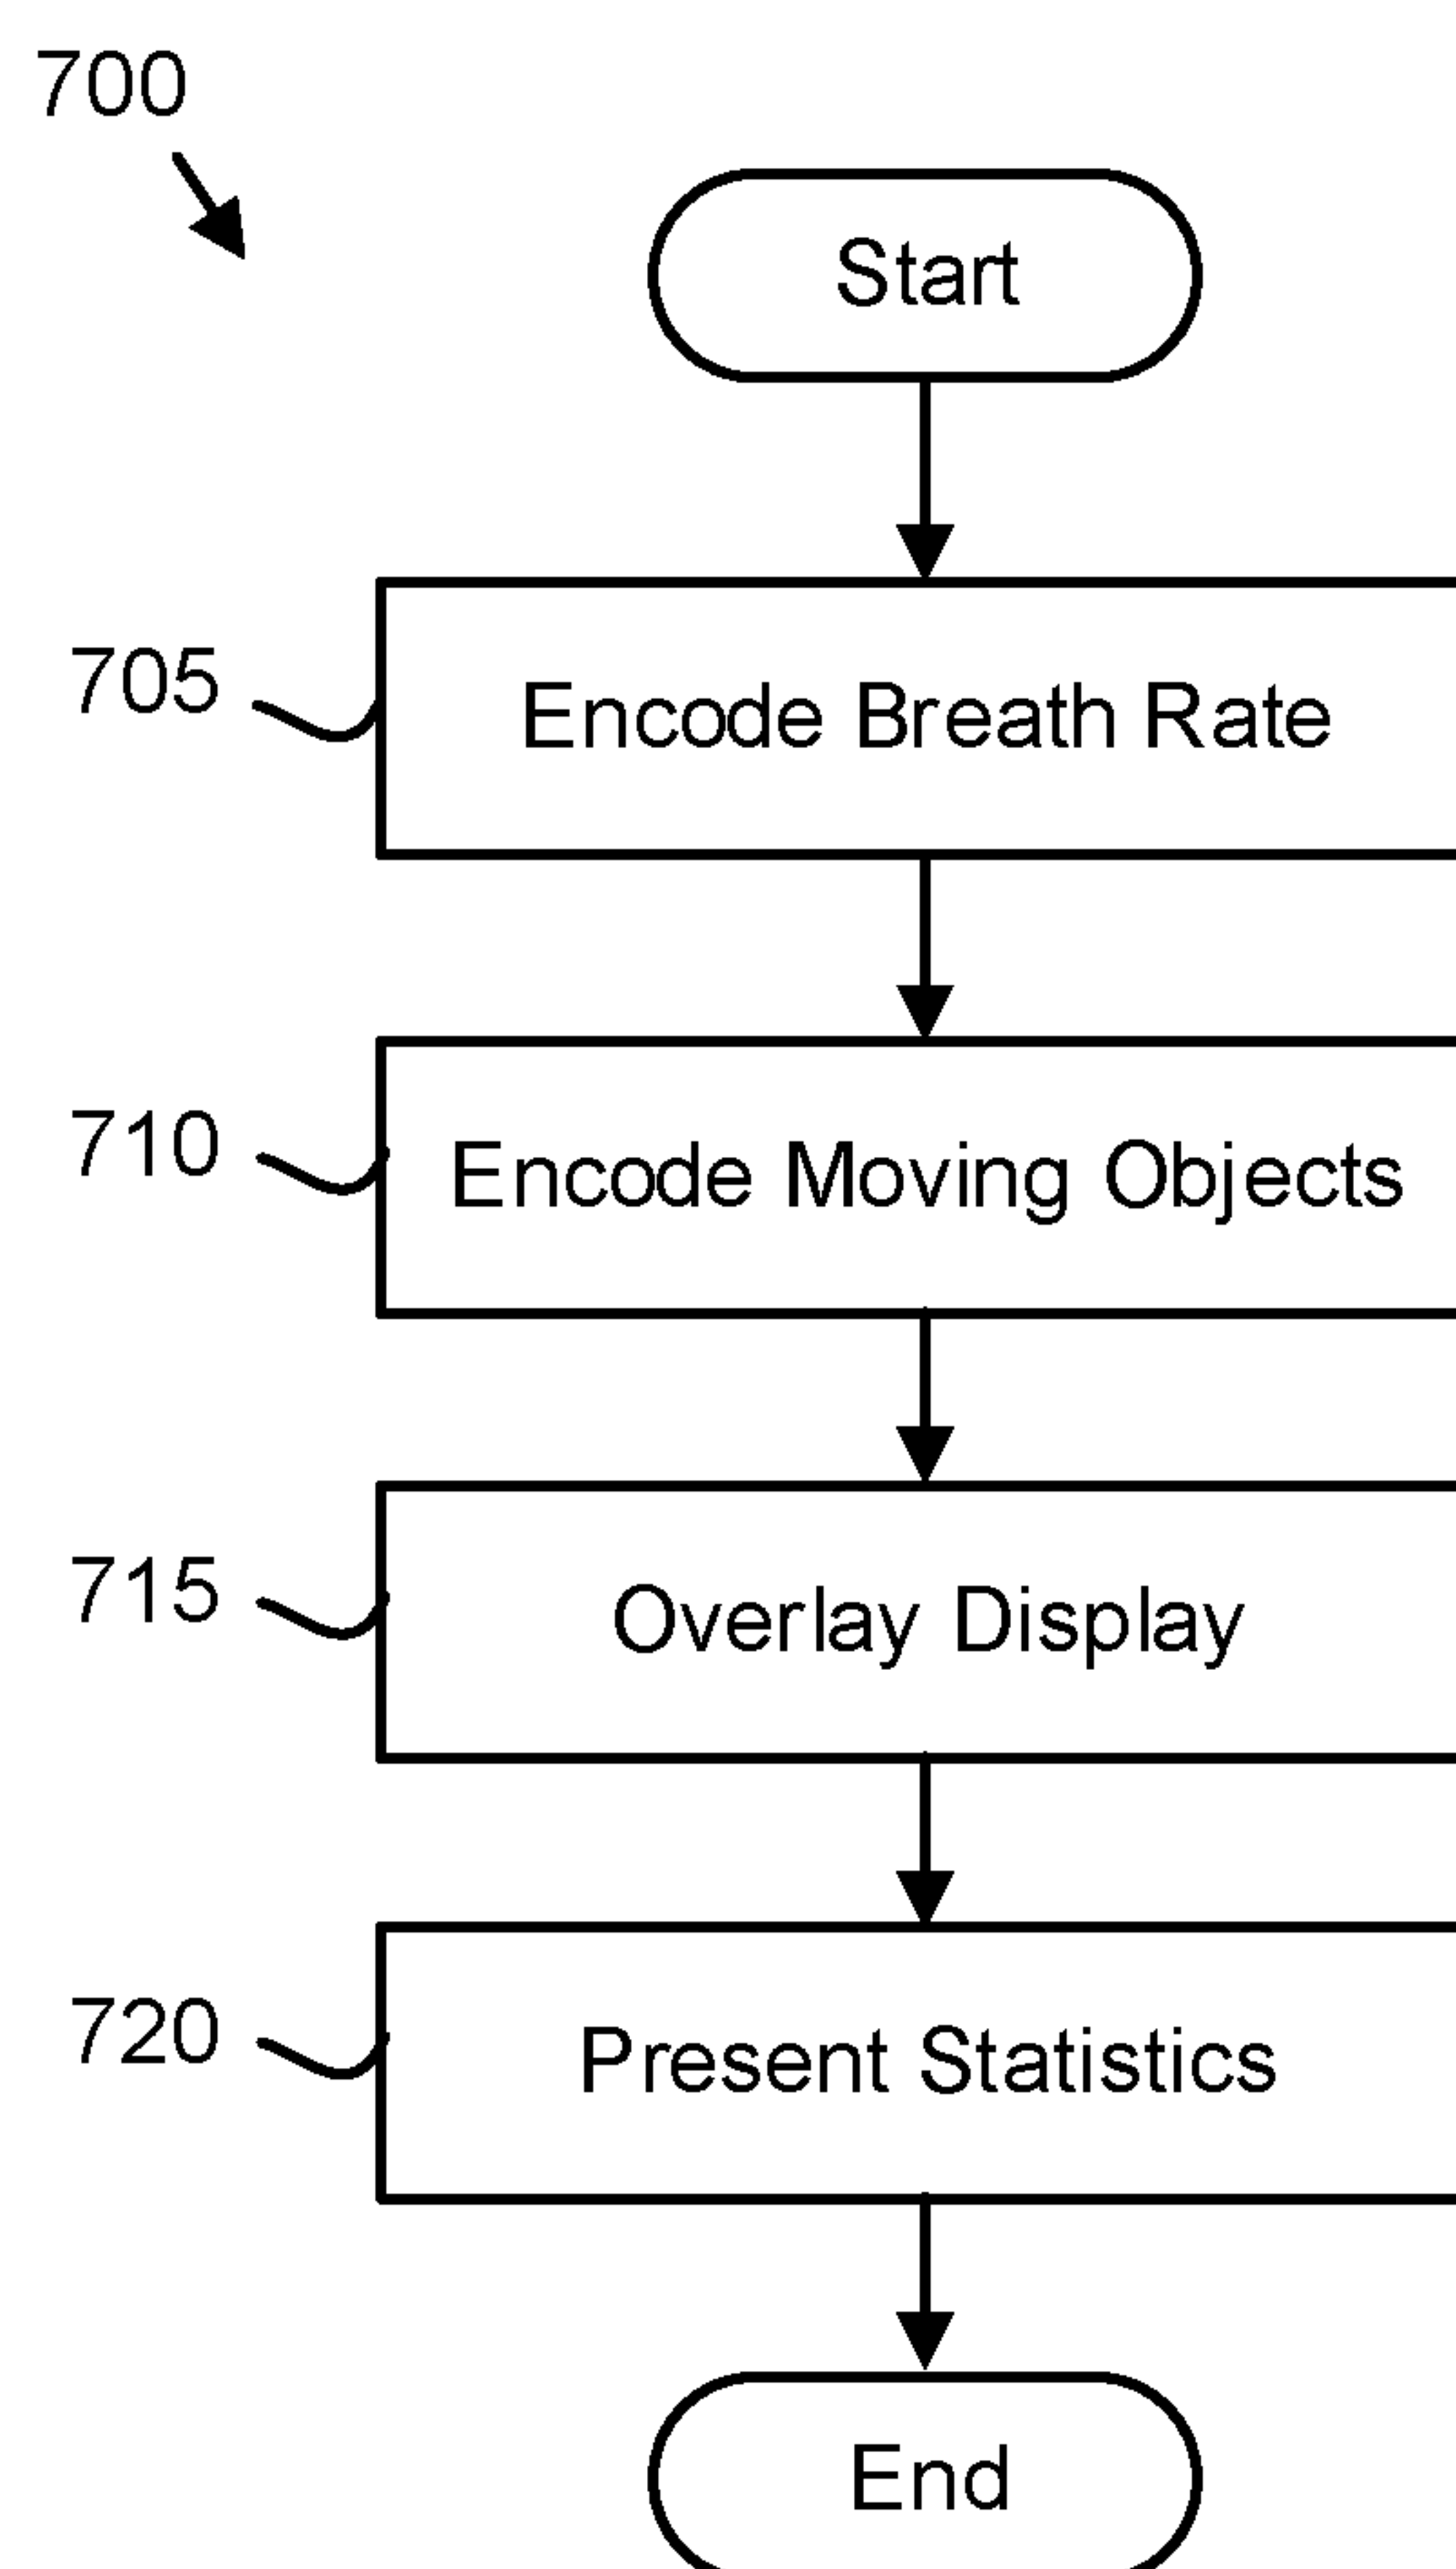 700
Start
705
Encode Breath Rate
710
Encode Moving Objects
715
Overlay Display
720
Present Statistics
End